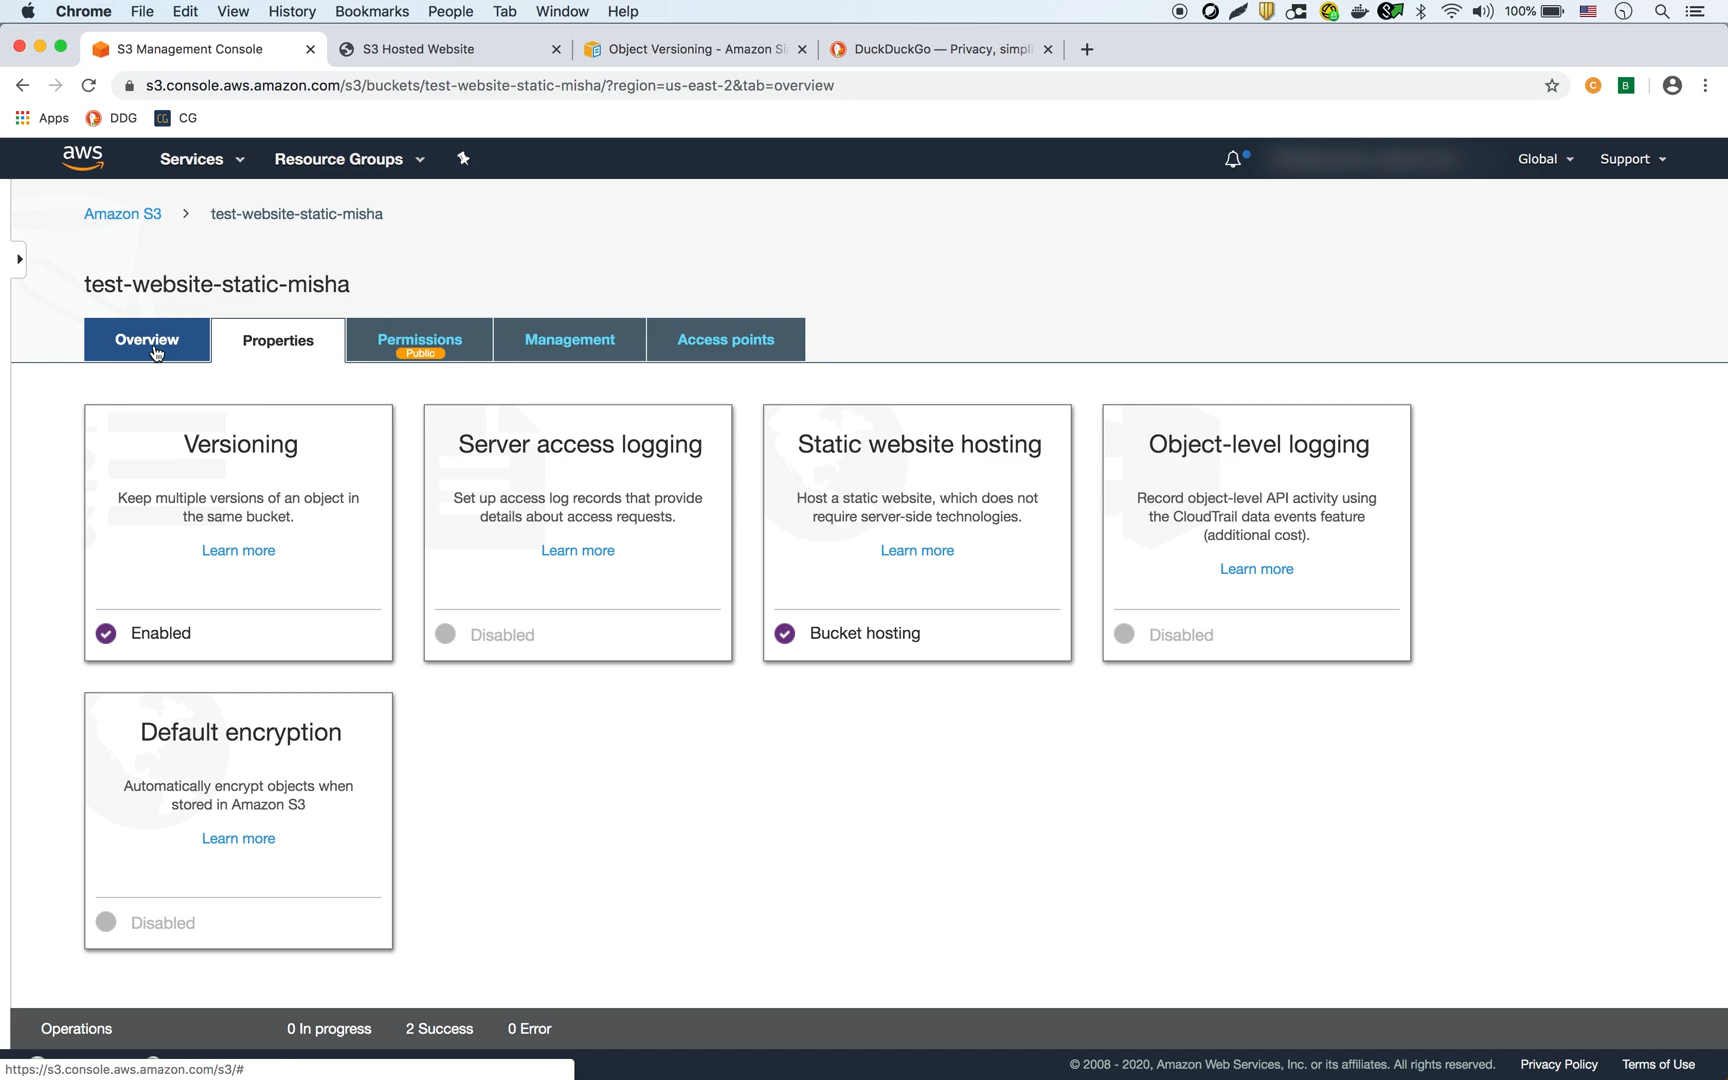 Chrome File Edit View History Bookmarks People Tab Window Help 100%
S3 Management Console S3 Hosted Website Object Versioning - Amazon Si DuckDuckGo — Privacy, simpli
s3.console.aws.amazon.com/s3/buckets/test-website-static-misha/?region=us-east-2&tab=overview C B
Apps DDG CG CG
aws Services Resource Groups Global Support
Amazon S3 > test-website-static-misha
test-website-static-misha
Overview Properties Permissions Management Access points
Public
Versioning
Keep multiple versions of an object in
the same bucket.
Learn more
Enabled
Server access logging
Set up access log records that provide
details about access requests.
Learn more
Disabled
Static website hosting
Host a static website, which does not
require server-side technologies.
Learn more
Bucket hosting
Object-level logging
Record object-level API activity using
the CloudTrail data events feature
(additional cost).
Learn more
Disabled
Default encryption
Automatically encrypt objects when
stored in Amazon S3
Learn more
Disabled
Operations 0 In progress 2 Success 0 Error
https://s3.console.aws.amazon.com/s3/#
© 2008 - 2020, Amazon Web Services, Inc. or its affiliates. All rights reserved. Privacy Policy Terms of Use